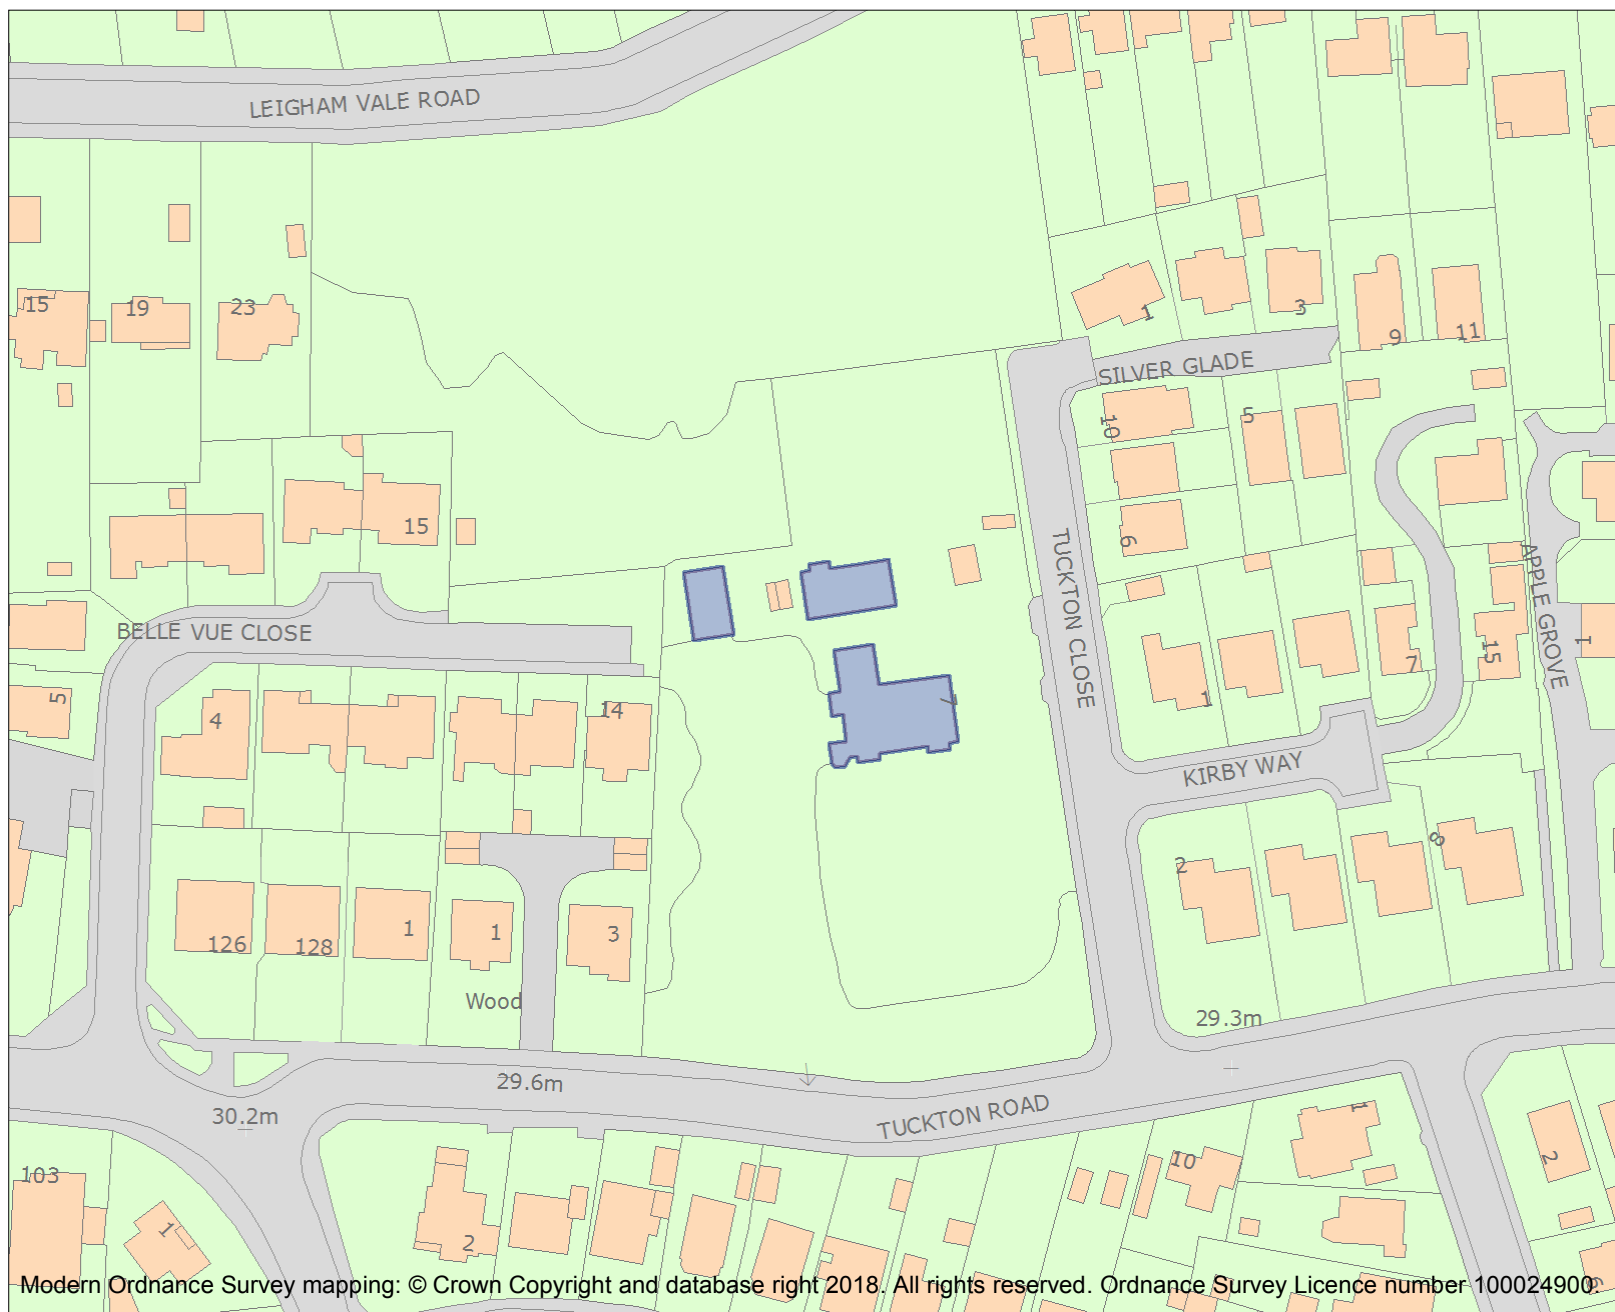 LEIGHAM VALE ROAD
15
19
23
1
3
9
11
SILVER GLADE
10
5
6
15
TUCKTON CLOSE
APPLE GROVE
BELLE VUE CLOSE
1
15
7
1
7
5
4
14
KIRBY WAY
2
8
126
128
1
1
3
Wood
29.3m
29.6m
30.2m
TUCKTON ROAD
1
103
10
2
1
2
Modern Ordnance Survey mapping: © Crown Copyright and database right 2018. All rights reserved. Ordnance Survey Licence number 100024900.